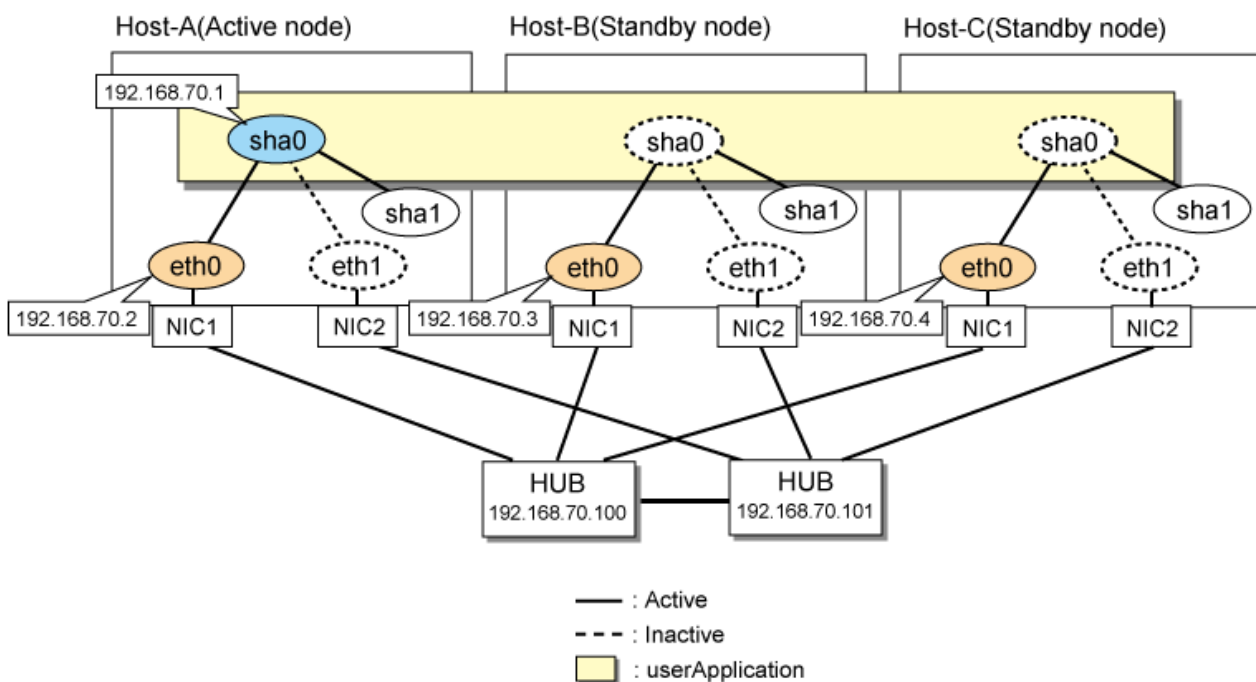 Host-A(Active node)
Host-B(Standby node)
Host-C(Standby node)
192.168.70.1
sha0
sha0
sha0
sha1
sha1
sha1
eth0
eth1
eth0
eth1
eth0
eth1
192.168.70.2
NIC1
NIC2
192.168.70.3
NIC1
NIC2
192.168.70.4
NIC1
NIC2
HUB
192.168.70.100
HUB
192.168.70.101
: Active
: Inactive
: userApplication